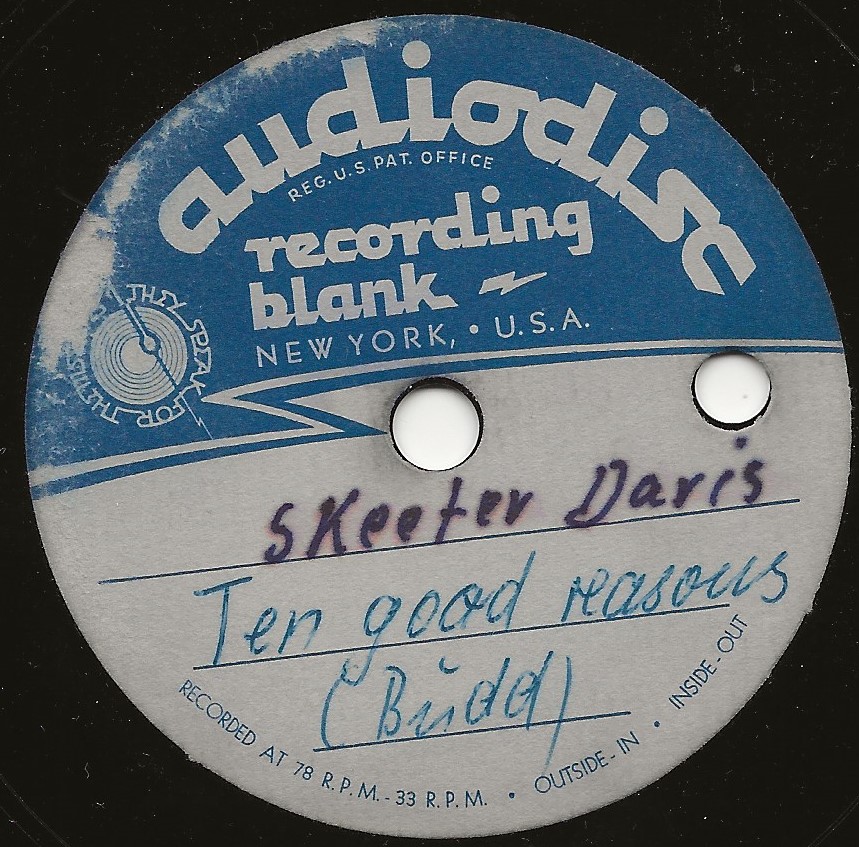 audiodisc
REG. U.S. PAT. OFFICE
recording
blank
NEW YORK, • U.S.A.
THEY SPEAK FOR THEMSELVES
Skeeter Davis
Ten good reasons
(Budd)
RECORDED AT 78 R.P.M. - 33 R.P.M. • OUTSIDE - IN • INSIDE - OUT